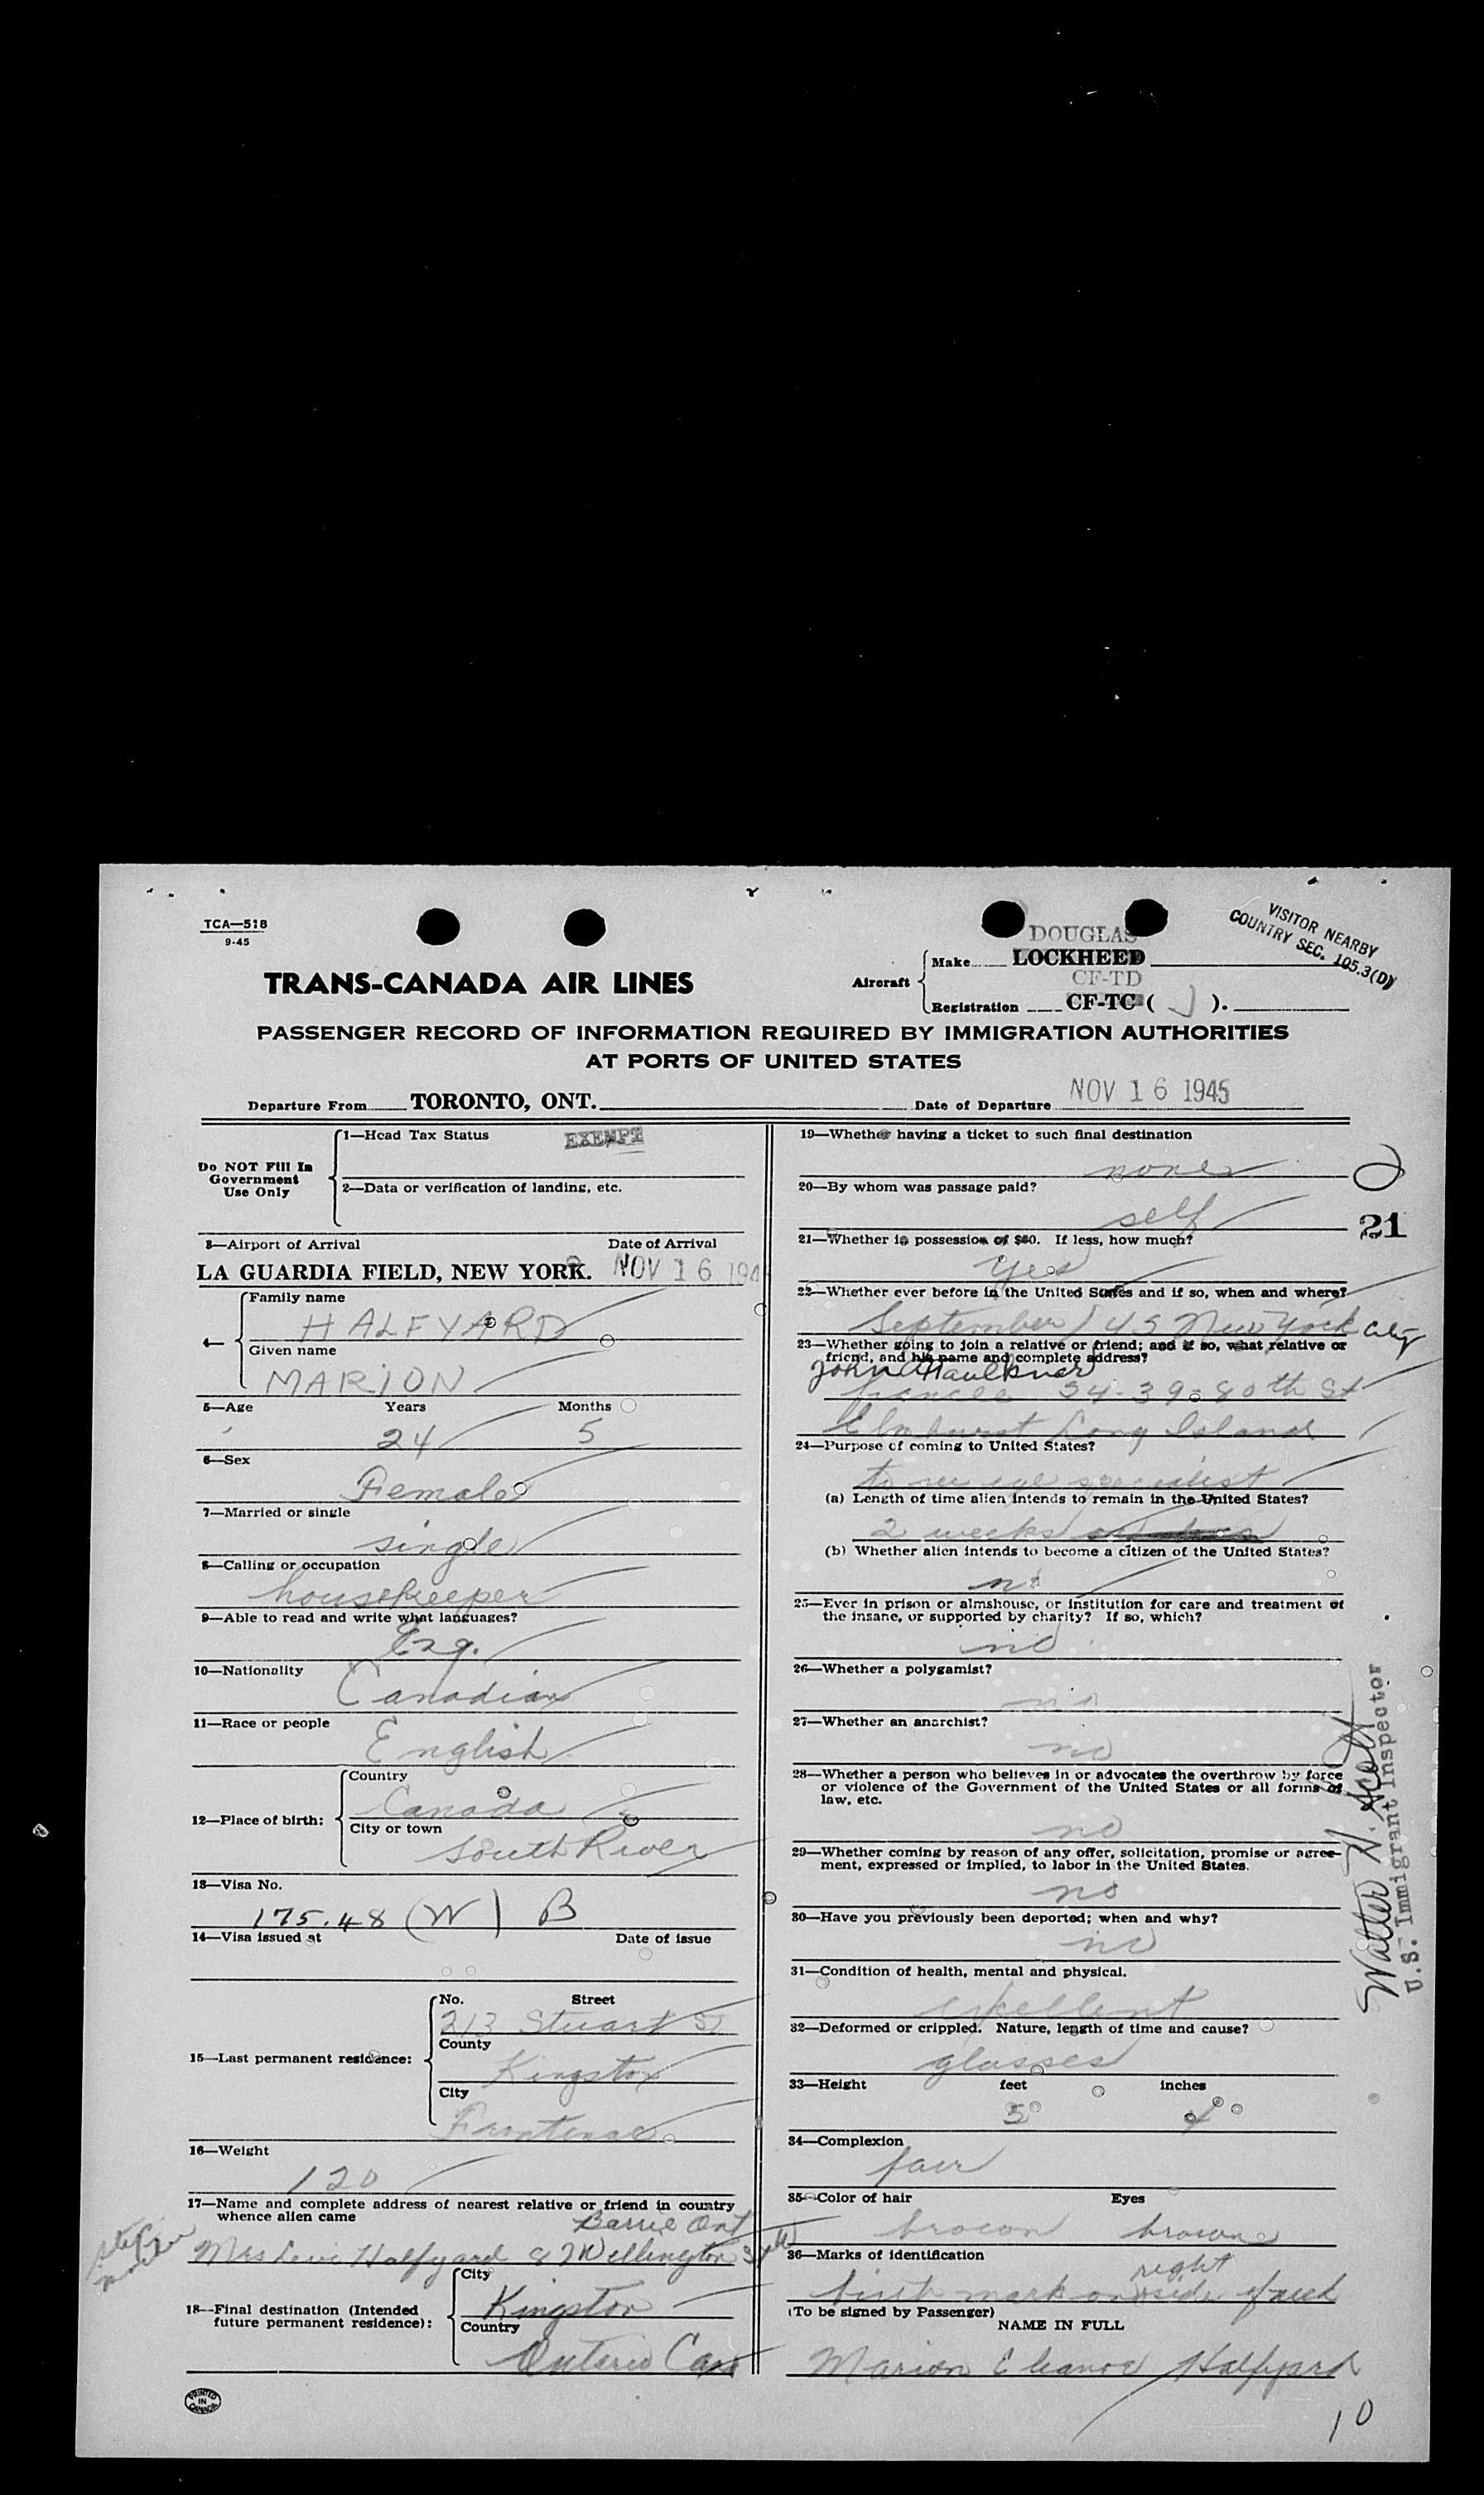 TCA—518
9-45
VISITOR NEARBY
COUNTRY SEC. 105.3(D)
TRANS-CANADA AIR LINES
DOUGLAS
Aircraft Make LOCKHEED
CF-TD
Registration CF-TC ( J ).
PASSENGER RECORD OF INFORMATION REQUIRED BY IMMIGRATION AUTHORITIES
AT PORTS OF UNITED STATES
Departure From TORONTO, ONT. Date of Departure NOV 16 1945
Do NOT Fill In
Government
Use Only
1—Head Tax Status EXEMPT
2—Data or verification of landing, etc.
3—Airport of Arrival Date of Arrival
LA GUARDIA FIELD, NEW YORK. NOV 16 194
4— Family name
HALFYARD
Given name
MARION
5—Age Years Months
24 5
6—Sex
Female
7—Married or single
single
8—Calling or occupation
housekeeper
9—Able to read and write what languages?
Eng.
10—Nationality
Canadian
11—Race or people
English
12—Place of birth: Country
Canada
City or town
South River
13—Visa No.
175.48 (W) B
14—Visa issued at Date of issue
15—Last permanent residence: No. Street
213 Stuart St
County
Kingston
City
Frontenac
16—Weight
120
17—Name and complete address of nearest relative or friend in country
whence alien came
Barrie Ont
step
mother
Mrs Levi Halfyard 87 Wellington
18—Final destination (Intended
future permanent residence):
City
Kingston
Country
Ontario Can
PRINTED IN CANADA
19—Whether having a ticket to such final destination
none
20—By whom was passage paid?
self
21
21—Whether in possession of $60. If less, how much?
yes
22—Whether ever before in the United States and if so, when and where?
September / 45 New York City
23—Whether going to join a relative or friend; and if so, what relative or
friend, and his name and complete address?
John Faulkner
fiancee 34-39-80th St
Elmhurst Long Island
24—Purpose of coming to United States?
to see eye specialist
(a) Length of time alien intends to remain in the United States?
2 weeks
(b) Whether alien intends to become a citizen of the United States?
no
25—Ever in prison or almshouse, or institution for care and treatment of
the insane, or supported by charity? If so, which?
no
26—Whether a polygamist?
no
27—Whether an anarchist?
no
28—Whether a person who believes in or advocates the overthrow by force
or violence of the Government of the United States or all forms of
law, etc.
no
29—Whether coming by reason of any offer, solicitation, promise or agree-
ment, expressed or implied, to labor in the United States.
no
30—Have you previously been deported; when and why?
no
31—Condition of health, mental and physical.
exkellent
32—Deformed or crippled. Nature, length of time and cause?
glasses
33—Height feet inches
5 4
34—Complexion
fair
35—Color of hair Eyes
brown brown
36—Marks of identification
right
birth mark on side of neck
(To be signed by Passenger)
NAME IN FULL
Marion Eleanor Halfyard
10
Walter W. Scott
U.S. Immigrant Inspector